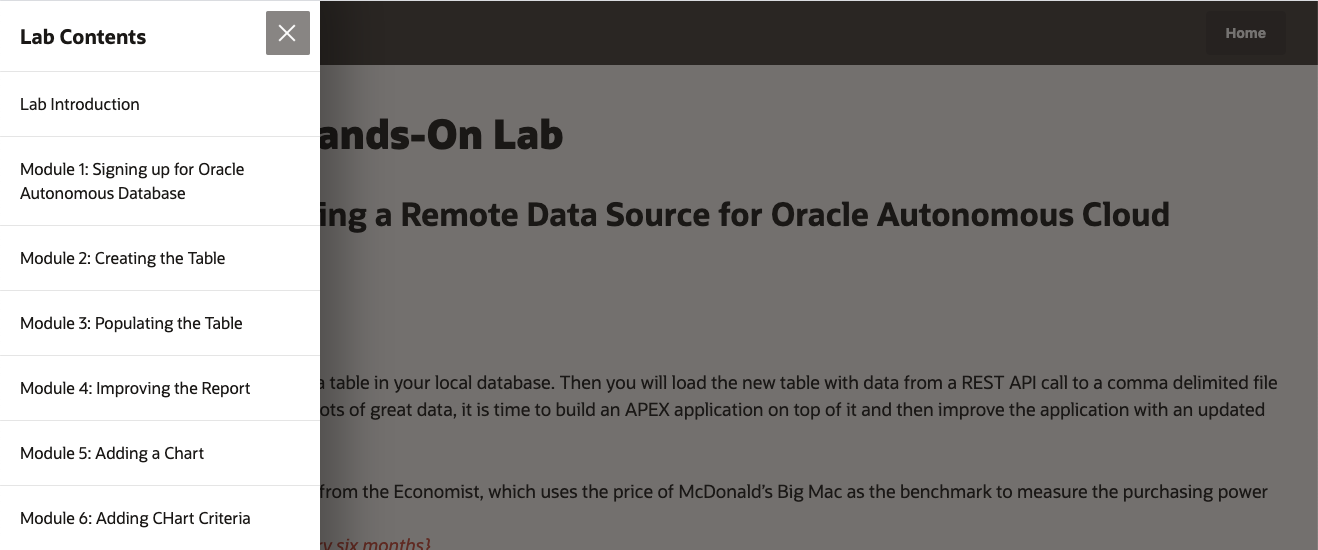 Lab Contents
Home
Lab Introduction
Module 1: Signing up for Oracle
Autonomous Database
Module 2: Creating the Table
Module 3: Populating the Table
Module 4: Improving the Report
Module 5: Adding a Chart
Module 6: Adding CHart Criteria
ands-On Lab
ing a Remote Data Source for Oracle Autonomous Cloud
a table in your local database. Then you will load the new table with data from a REST API call to a comma delimited file
ots of great data, it is time to build an APEX application on top of it and then improve the application with an updated
from the Economist, which uses the price of McDonald's Big Mac as the benchmark to measure the purchasing power
ry six months}